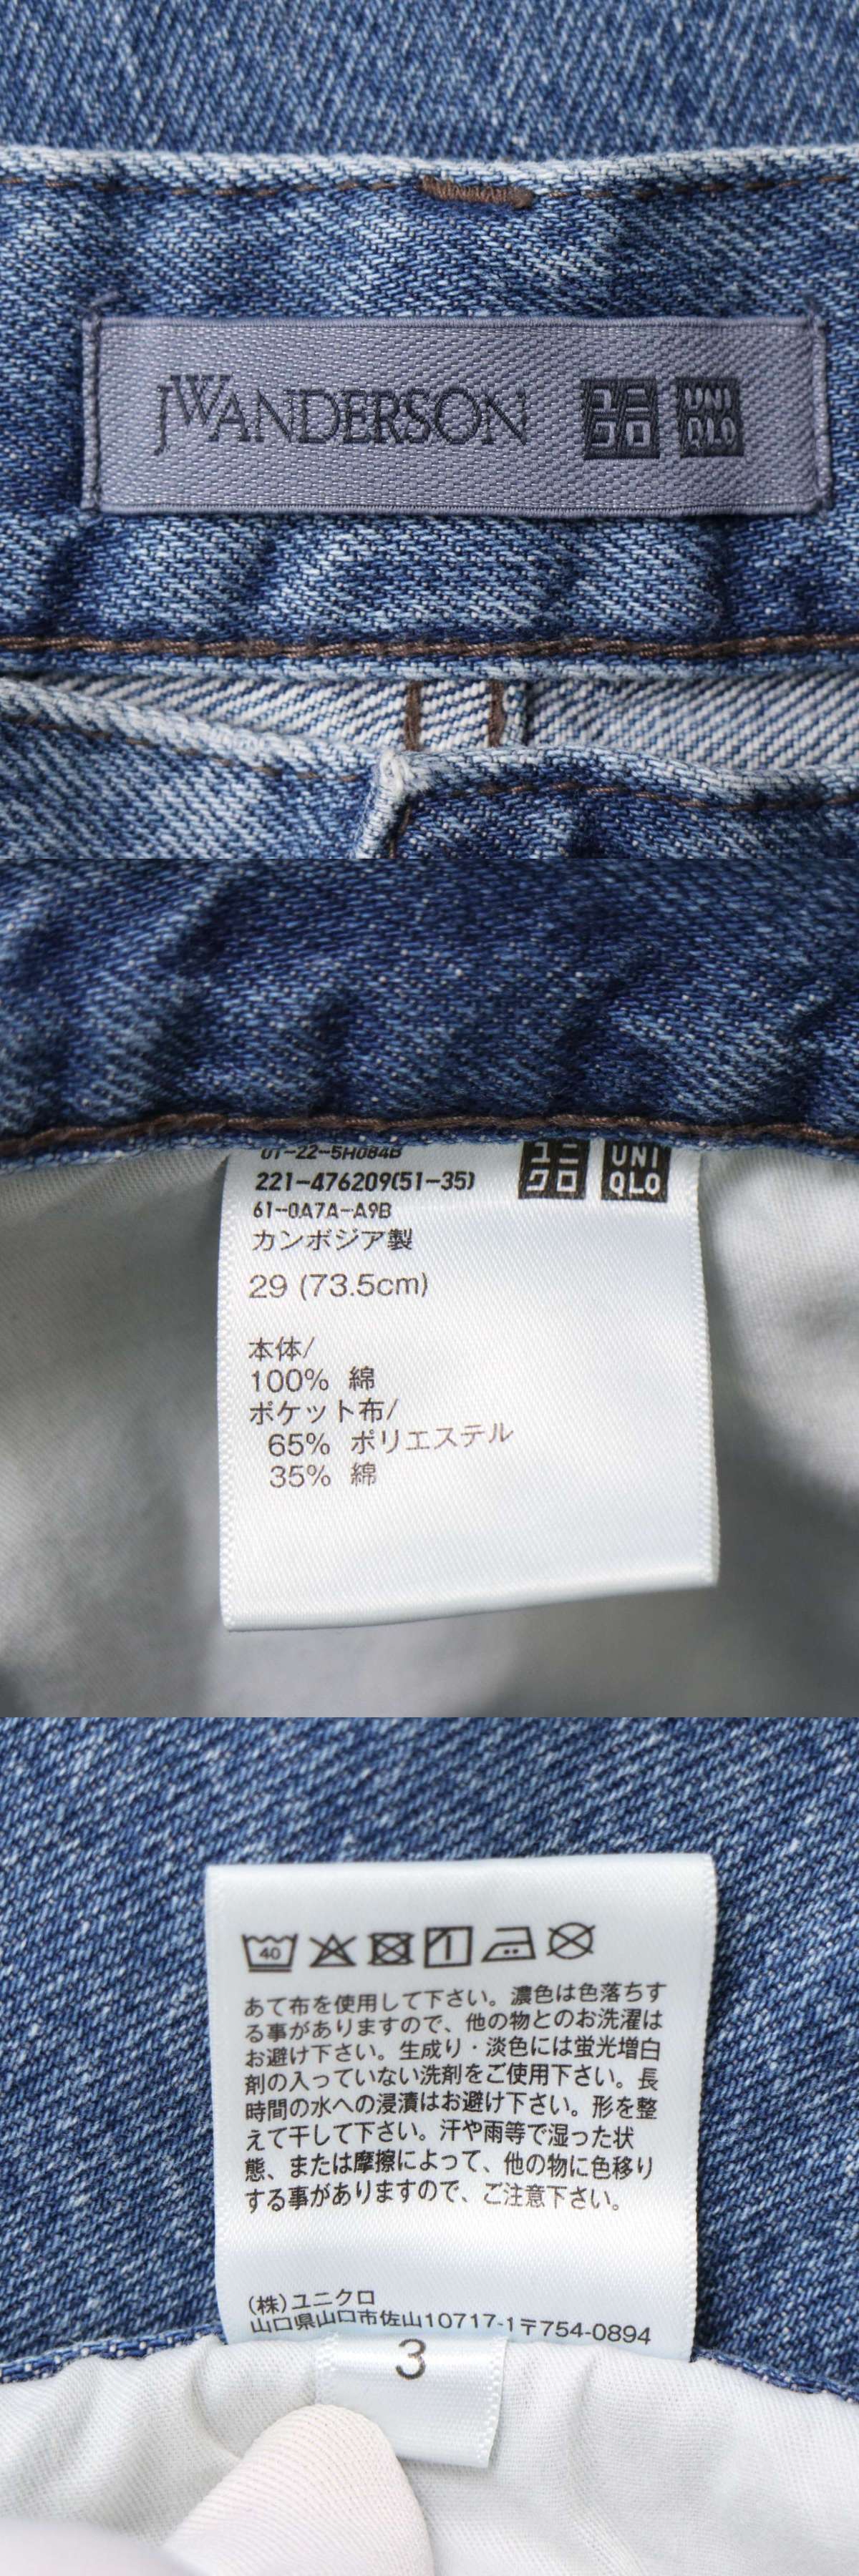 JWANDERSON ユニクロ UNIQLO
01-22-5H084B
221-476209(51-35) ユニクロ UNIQLO
61-0A7A-A9B
カンボジア製
29 (73.5cm)
本体/
100% 綿
ポケット布/
65% ポリエステル
35% 綿
40
あて布を使用して下さい。濃色は色落ちす
る事がありますので、他の物とのお洗濯は
お避け下さい。生成り・淡色には蛍光増白
剤の入っていない洗剤をご使用下さい。長
時間の水への浸漬はお避け下さい。形を整
えて干して下さい。汗や雨等で湿った状
態、または摩擦によって、他の物に色移り
する事がありますので、ご注意下さい。
(株)ユニクロ
山口県山口市佐山10717-1〒754-0894
3